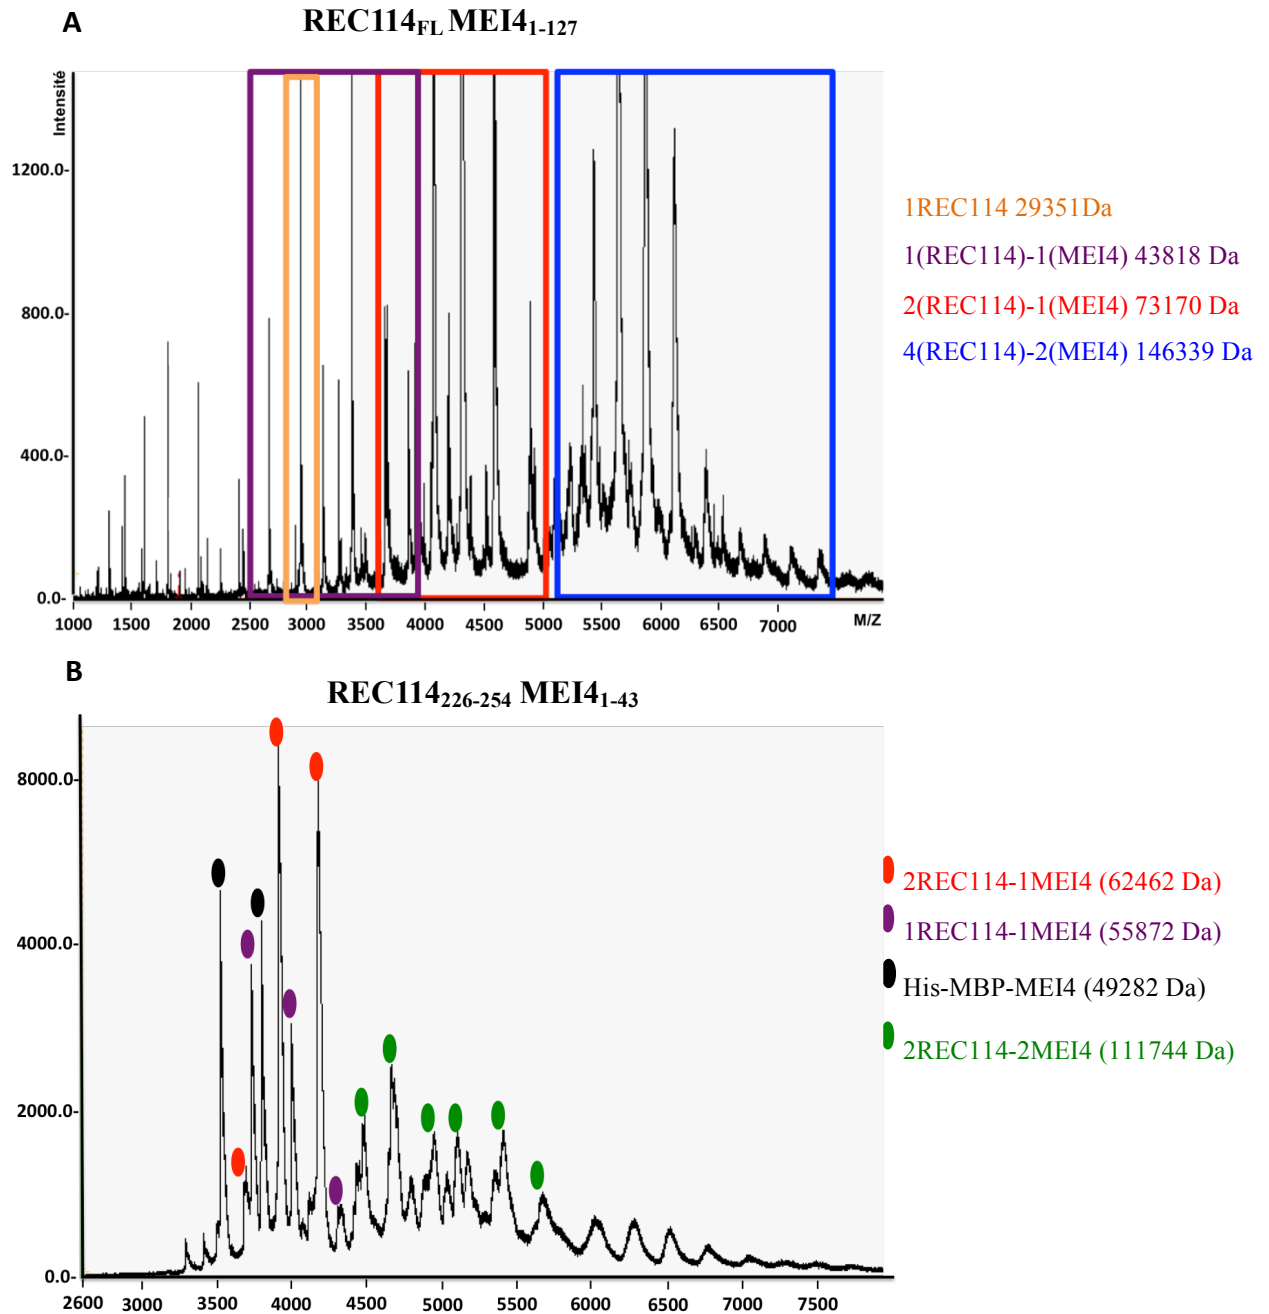 A
REC114FL MEI41-127
Intensité
1200.0-
800.0-
400.0-
0.0-
1000 1500 2000 2500 3000 3500 4000 4500 5000 5500 6000 6500 7000 M/Z
1REC114 29351Da
1(REC114)-1(MEI4) 43818 Da
2(REC114)-1(MEI4) 73170 Da
4(REC114)-2(MEI4) 146339 Da
B
REC114226-254 MEI41-43
8000.0-
4000.0-
2000.0-
0.0-
2600 3000 3500 4000 4500 5000 5500 6000 6500 7000 7500
2REC114-1MEI4 (62462 Da)
1REC114-1MEI4 (55872 Da)
His-MBP-MEI4 (49282 Da)
2REC114-2MEI4 (111744 Da)